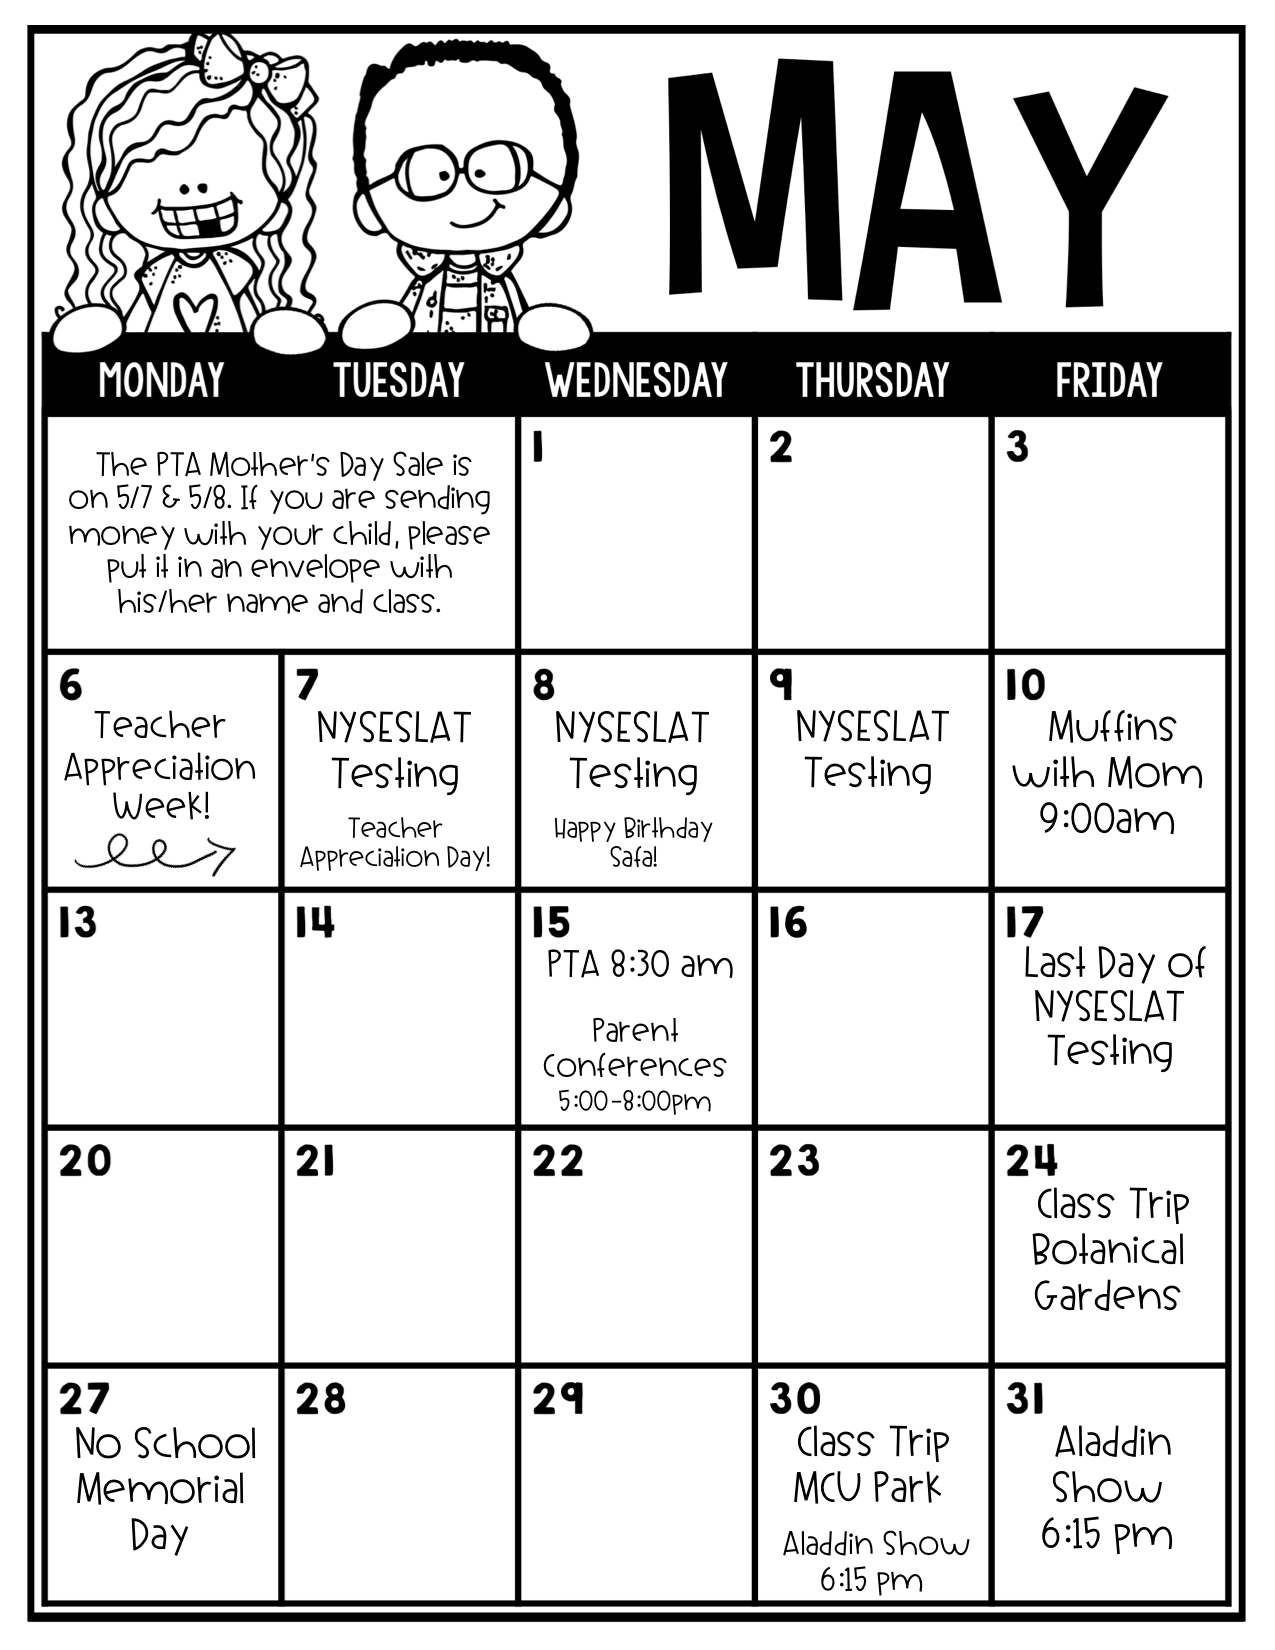 MAY
MONDAY
TUESDAY
WEDNESDAY
THURSDAY
FRIDAY
The PTA Mother's Day Sale is
on 5/7 & 5/8. If you are sending
money with your child, please
put it in an envelope with
his/her name and class.
1
2
3
6
Teacher
Appreciation
Week!
7
NYSESLAT
Testing
Teacher
Appreciation Day!
8
NYSESLAT
Testing
Happy Birthday
Safa!
9
NYSESLAT
Testing
10
Muffins
with Mom
9:00am
13
14
15
PTA 8:30 am
Parent
Conferences
5:00-8:00pm
16
17
Last Day of
NYSESLAT
Testing
20
21
22
23
24
Class Trip
Botanical
Gardens
27
No School
Memorial
Day
28
29
30
Class Trip
MCU Park
Aladdin Show
6:15 pm
31
Aladdin
Show
6:15 pm